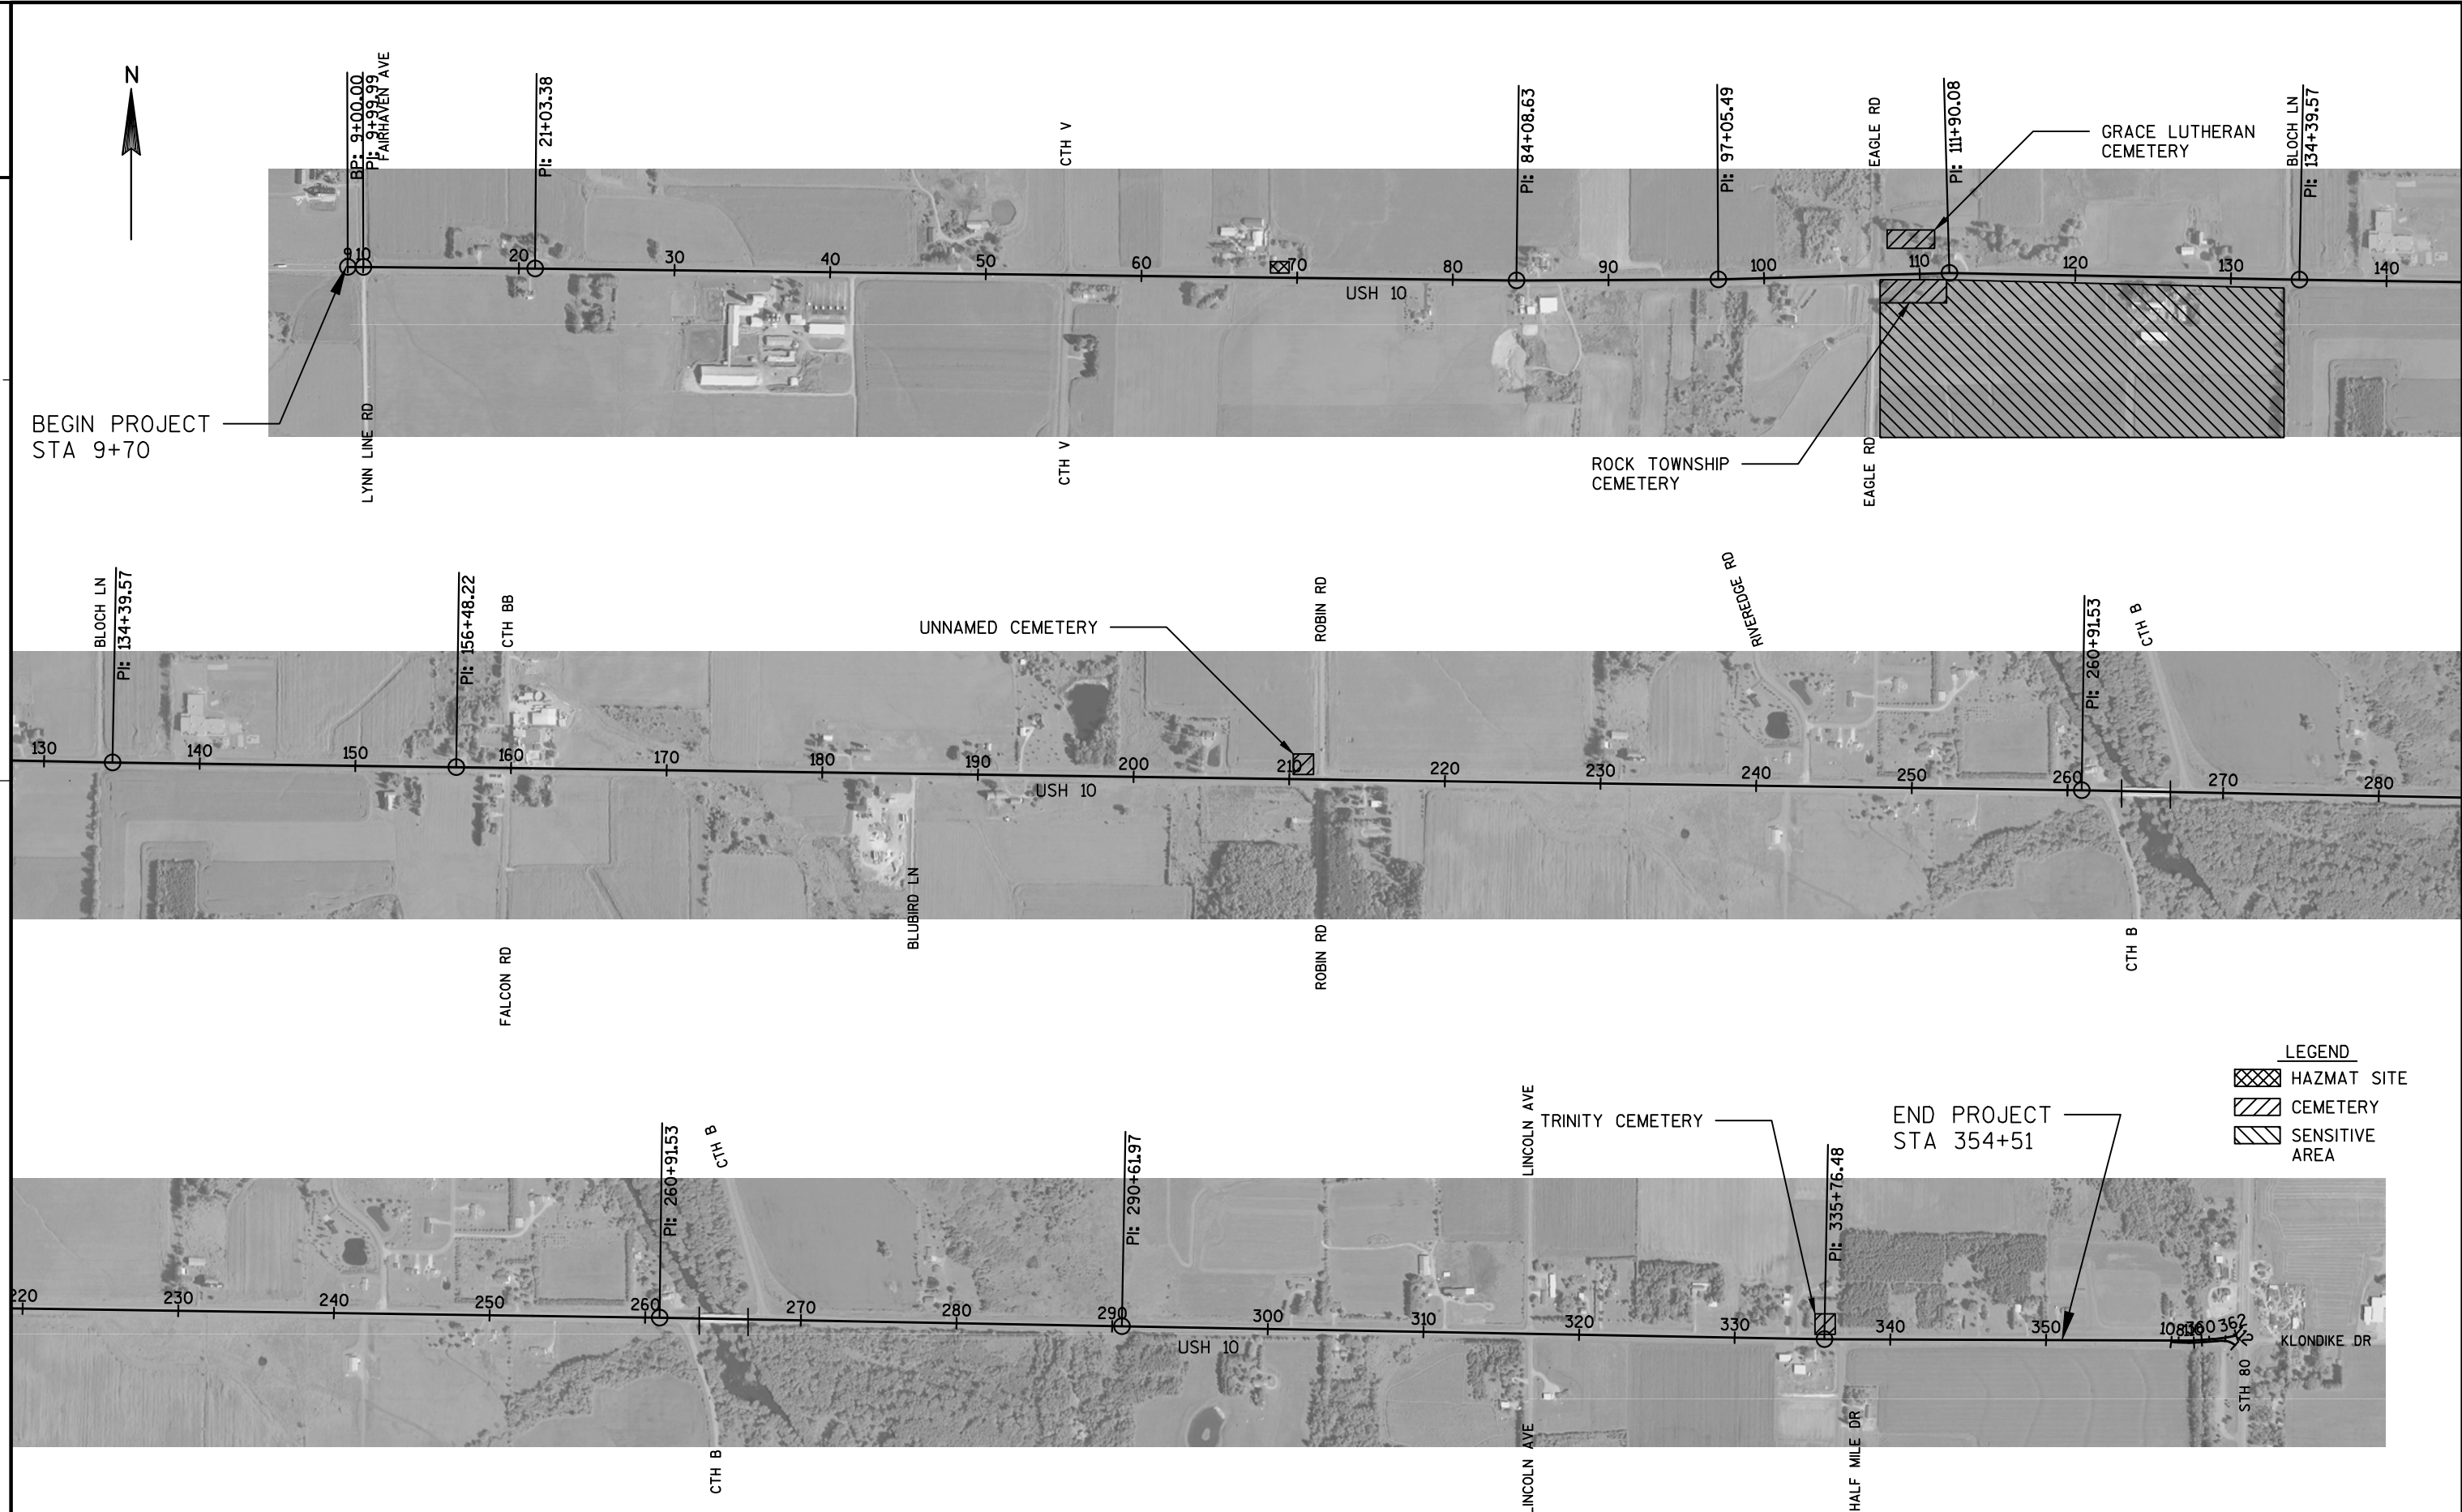 N
BP: 9+00.00
PI: 9+99.99
FAIRHAVEN AVE
PI: 21+03.38
CTH V
PI: 84+08.63
PI: 97+05.49
EAGLE RD
PI: 111+90.08
GRACE LUTHERAN
CEMETERY
BLOCH LN
PI: 134+39.57
9 10 20 30 40 50 60 70 80 90 100 110 120 130 140
USH 10
BEGIN PROJECT
STA 9+70
LYNN LINE RD
CTH V
ROCK TOWNSHIP
CEMETERY
EAGLE RD
BLOCH LN
PI: 134+39.57
PI: 156+48.22
CTH BB
UNNAMED CEMETERY
ROBIN RD
RIVEREDGE RD
PI: 260+91.53
CTH B
130 140 150 160 170 180 190 200 210 220 230 240 250 260 270 280
USH 10
BLUBIRD LN
FALCON RD
ROBIN RD
CTH B
LEGEND
HAZMAT SITE
CEMETERY
SENSITIVE
AREA
PI: 260+91.53
CTH B
PI: 290+61.97
LINCOLN AVE
TRINITY CEMETERY
PI: 335+76.48
END PROJECT
STA 354+51
220 230 240 250 260 270 280 290 300 310 320 330 340 350 360 362
USH 10
KLONDIKE DR
STH 80
CTH B
LINCOLN AVE
HALF MILE DR